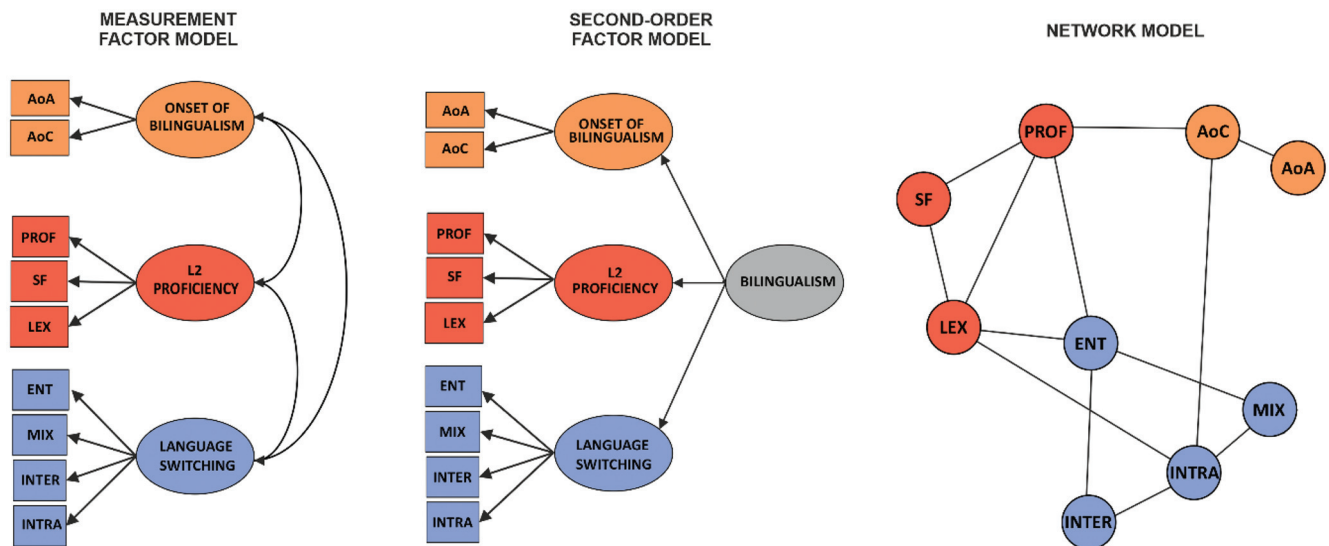 MEASUREMENT
FACTOR MODEL
AoA
AoC
ONSET OF
BILINGUALISM
PROF
SF
LEX
L2
PROFICIENCY
ENT
MIX
INTER
INTRA
LANGUAGE
SWITCHING
SECOND-ORDER
FACTOR MODEL
AoA
AoC
ONSET OF
BILINGUALISM
PROF
SF
LEX
L2
PROFICIENCY
BILINGUALISM
ENT
MIX
INTER
INTRA
LANGUAGE
SWITCHING
NETWORK MODEL
PROF
AoC
AoA
SF
LEX
ENT
MIX
INTRA
INTER